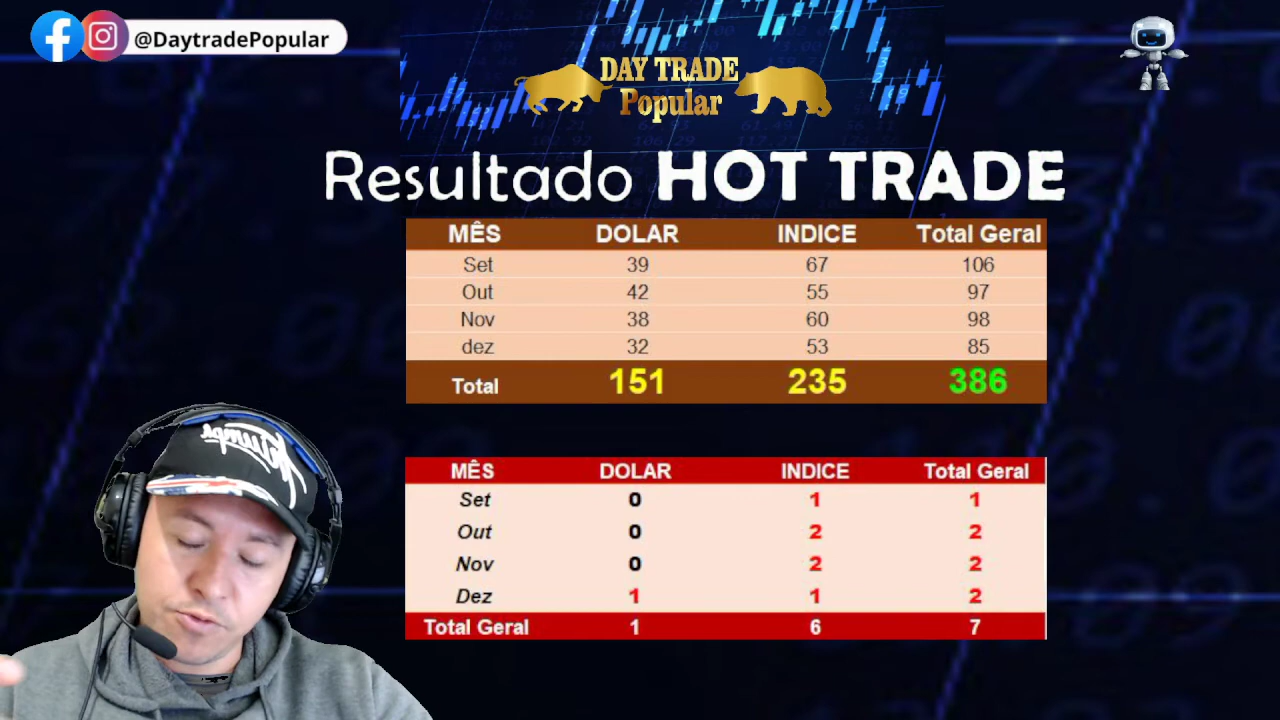 @DaytradePopular
DAY TRADE
Popular
Resultado HOT TRADE
MÊS DOLAR INDICE Total Geral
Set 39 67 106
Out 42 55 97
Nov 38 60 98
dez 32 53 85
Total 151 235 386
MÊS DOLAR INDICE Total Geral
Set 0 1 1
Out 0 2 2
Nov 0 2 2
Dez 1 1 2
Total Geral 1 6 7